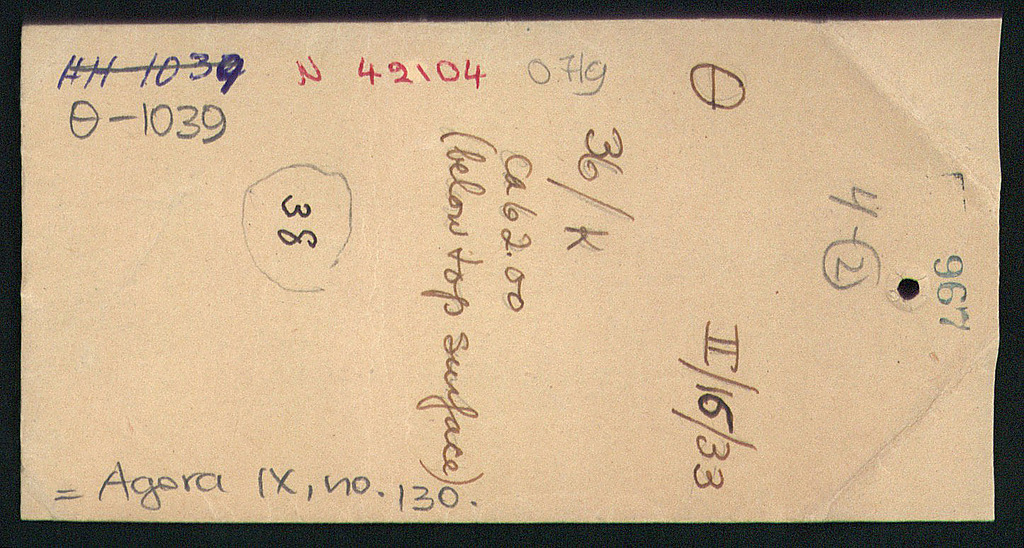 HH-1039 N 42104 0719
Θ-1039
Θ
II/16/33
36/K
Ca b 2.00
(below top surface)
38
4-②
967
= Agora IX, no. 130.